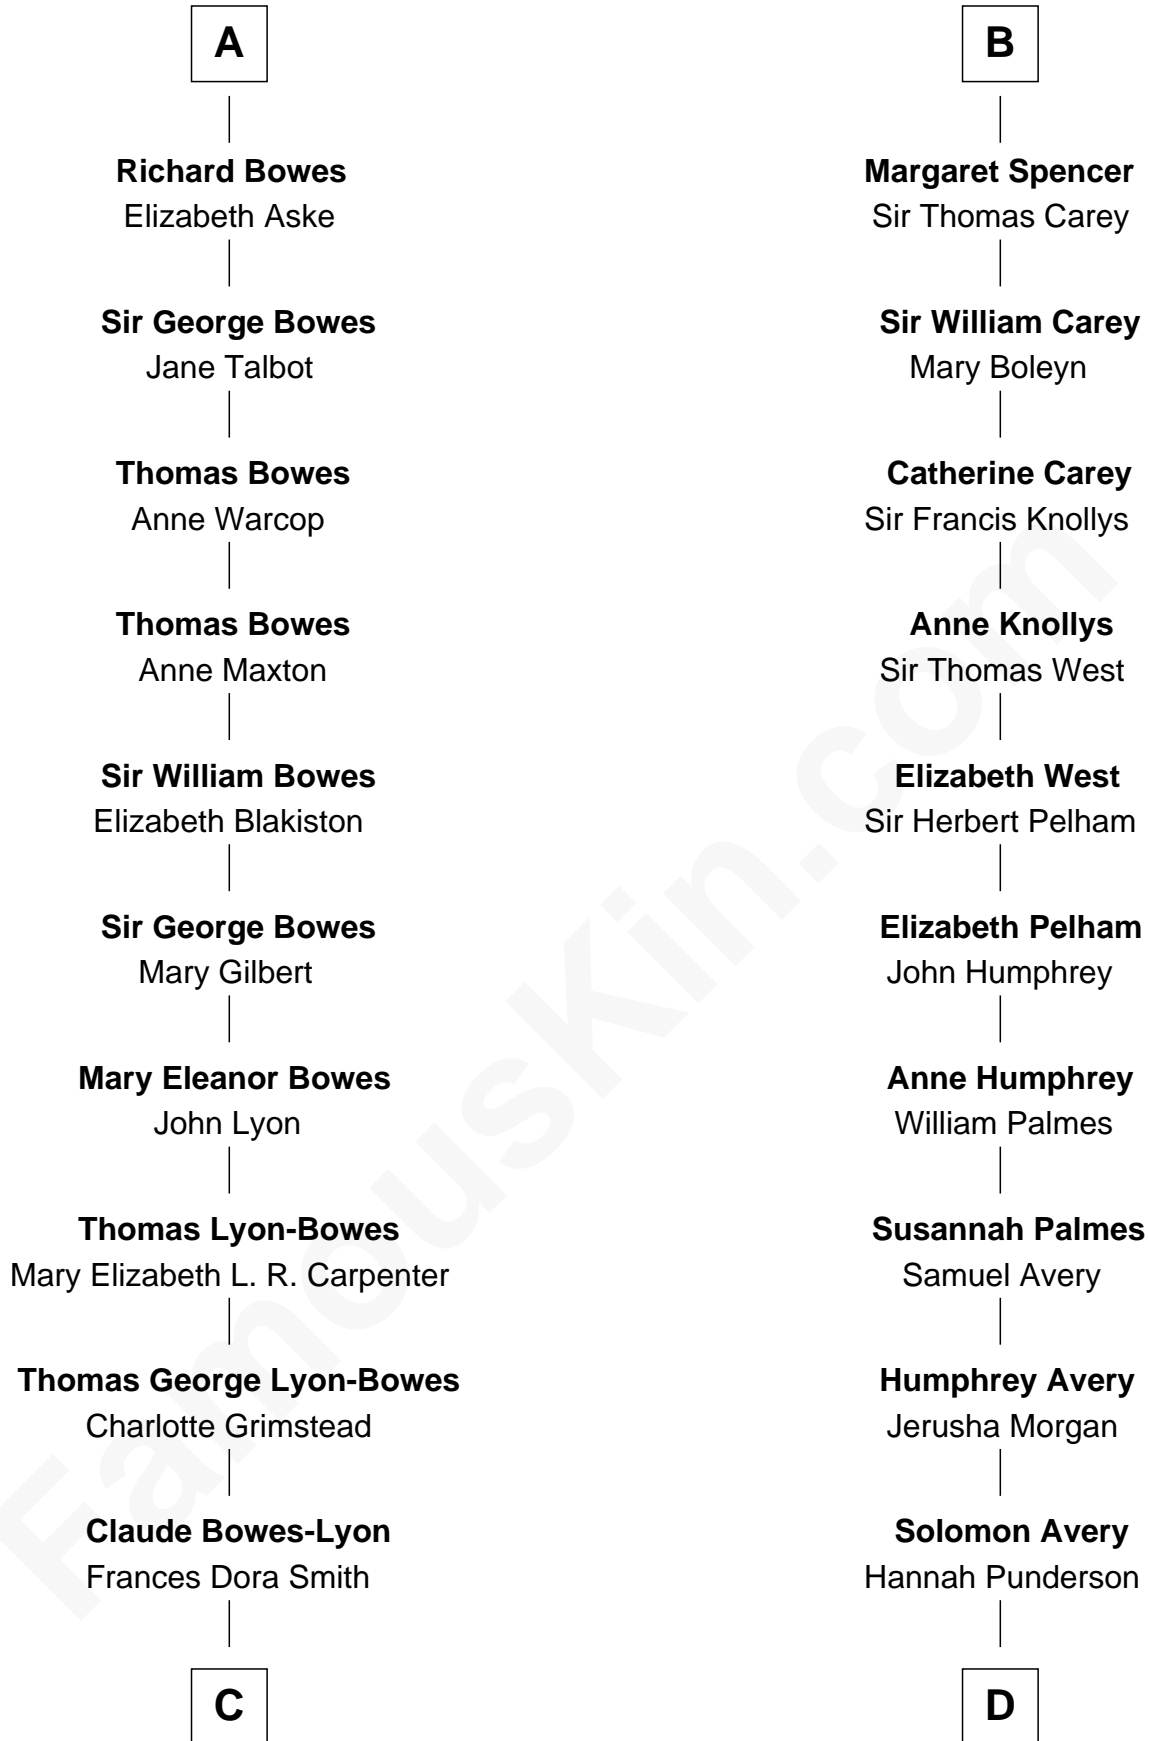 A
Richard Bowes
Elizabeth Aske
Sir George Bowes
Jane Talbot
Thomas Bowes
Anne Warcop
Thomas Bowes
Anne Maxton
Sir William Bowes
Elizabeth Blakiston
Sir George Bowes
Mary Gilbert
Mary Eleanor Bowes
John Lyon
Thomas Lyon-Bowes
Mary Elizabeth L. R. Carpenter
Thomas George Lyon-Bowes
Charlotte Grimstead
Claude Bowes-Lyon
Frances Dora Smith
C
B
Margaret Spencer
Sir Thomas Carey
Sir William Carey
Mary Boleyn
Catherine Carey
Sir Francis Knollys
Anne Knollys
Sir Thomas West
Elizabeth West
Sir Herbert Pelham
Elizabeth Pelham
John Humphrey
Anne Humphrey
William Palmes
Susannah Palmes
Samuel Avery
Humphrey Avery
Jerusha Morgan
Solomon Avery
Hannah Punderson
D
FamousKin.com